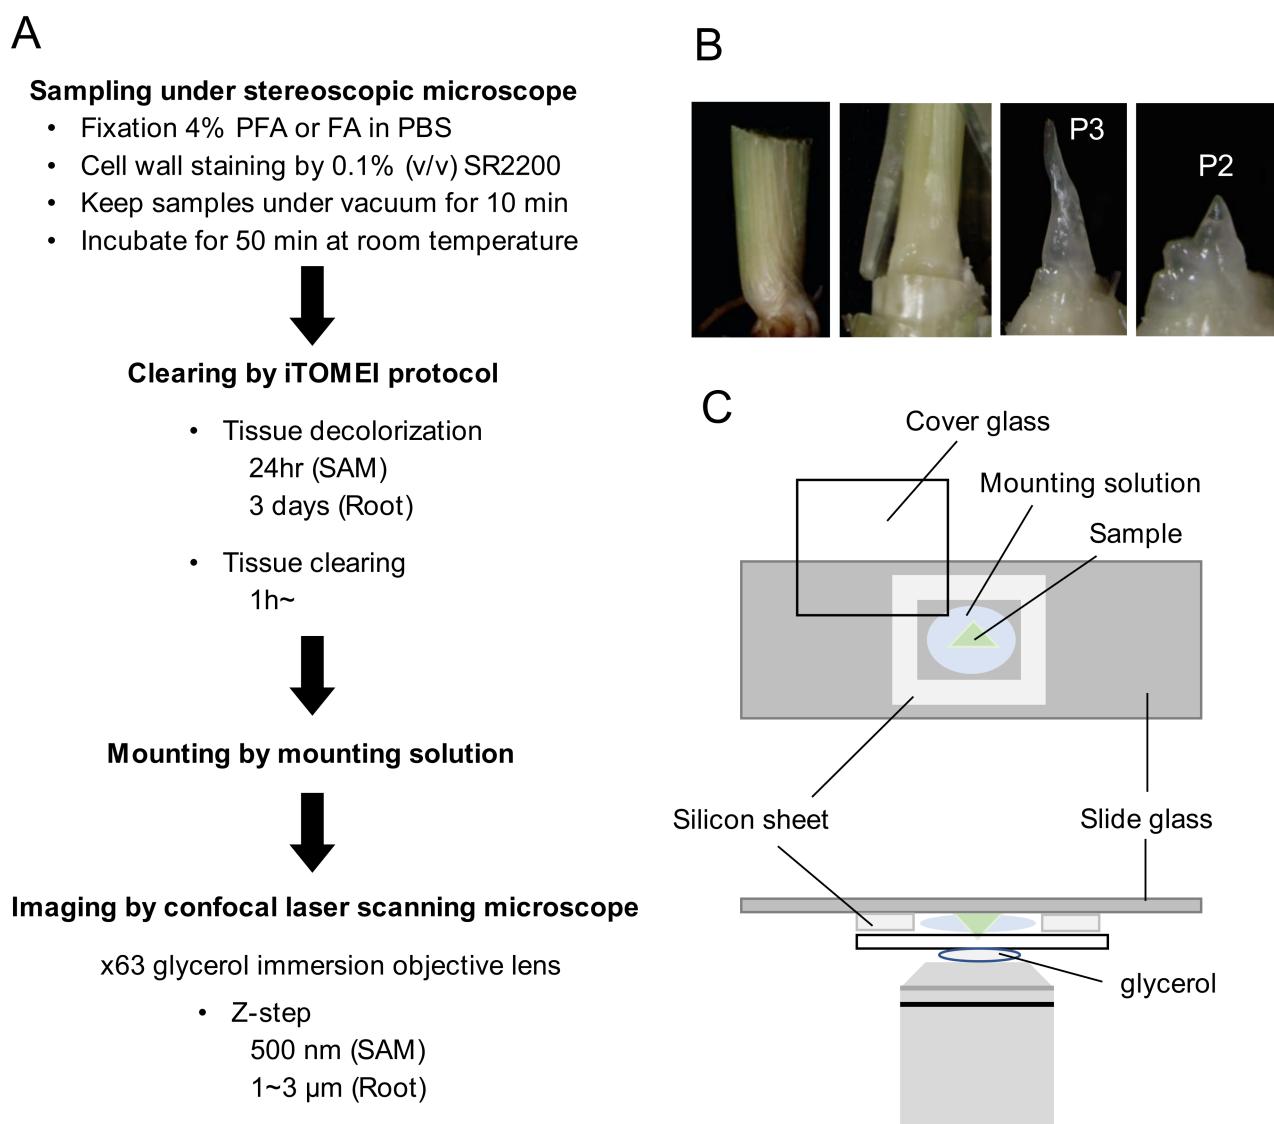 A
Sampling under stereoscopic microscope
• Fixation 4% PFA or FA in PBS
• Cell wall staining by 0.1% (v/v) SR2200
• Keep samples under vacuum for 10 min
• Incubate for 50 min at room temperature
Clearing by iTOMEI protocol
• Tissue decolorization
24hr (SAM)
3 days (Root)
• Tissue clearing
1h~
Mounting by mounting solution
Imaging by confocal laser scanning microscope
x63 glycerol immersion objective lens
• Z-step
500 nm (SAM)
1~3 μm (Root)
B
P3
P2
C
Cover glass
Mounting solution
Sample
Silicon sheet
Slide glass
glycerol